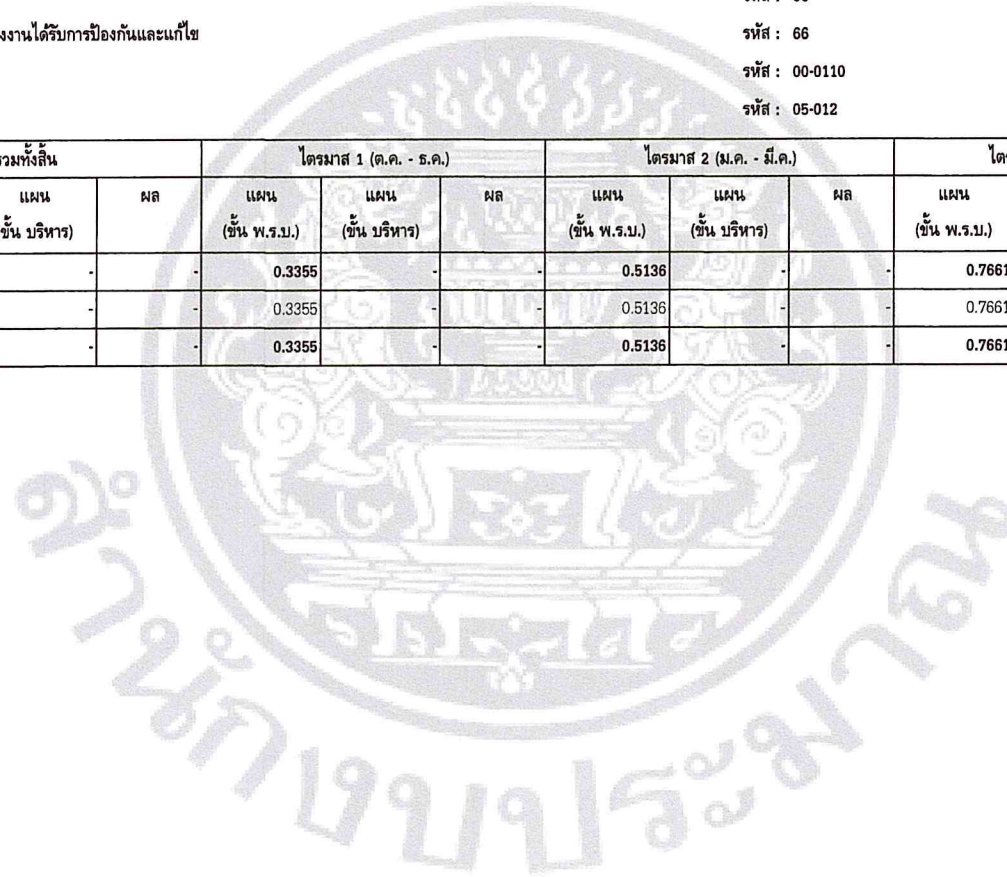 งงานได้รับการป้องกันและแก้ไข
รหัส : 66
รหัส : 00-0110
รหัส : 05-012
รวมทั้งสิ้น ไตรมาส 1 (ต.ค. - ธ.ค.) ไตรมาส 2 (ม.ค. - มี.ค.)
แผน ผล แผน แผน ผล แผน แผน ผล แผน
(ขั้น บริหาร) (ขั้น พ.ร.บ.) (ขั้น บริหาร) (ขั้น พ.ร.บ.) (ขั้น บริหาร) (ขั้น พ.ร.บ.)
- - 0.3355 - - 0.5136 - - 0.7661
- - 0.3355 - - 0.5136 - - 0.7661
- - 0.3355 - - 0.5136 - - 0.7661
สำนักงบประมาณ